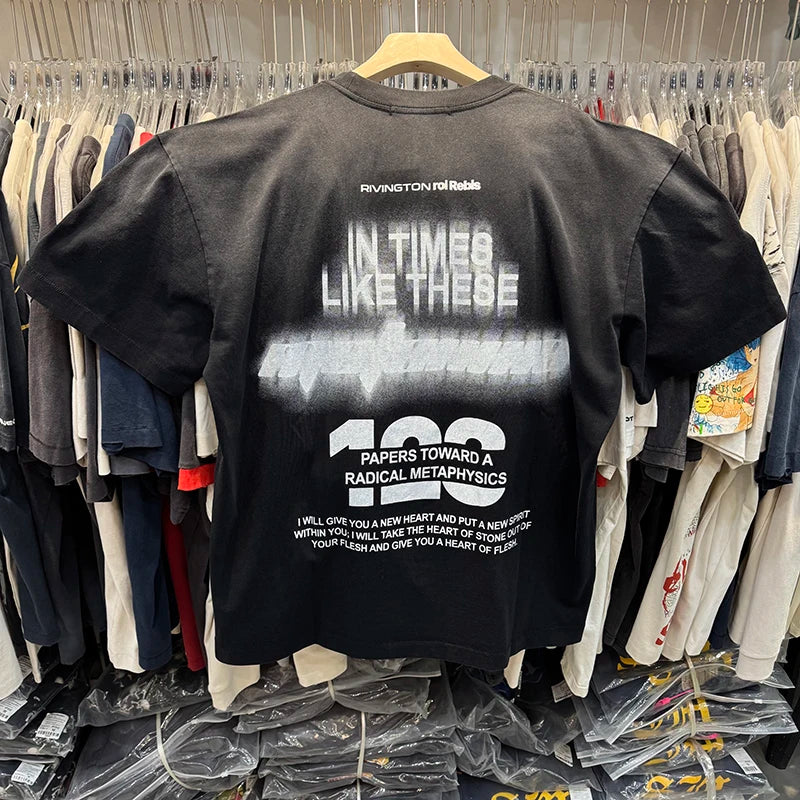 RIVINGTON roi Rebis
IN TIMES
LIKE THESE
PAPERS TOWARD A
RADICAL METAPHYSICS
I WILL GIVE YOU A NEW HEART AND PUT A NEW SPIRIT
WITHIN YOU; I WILL TAKE THE HEART OF STONE OUT OF
YOUR FLESH AND GIVE YOU A HEART OF FLESH.